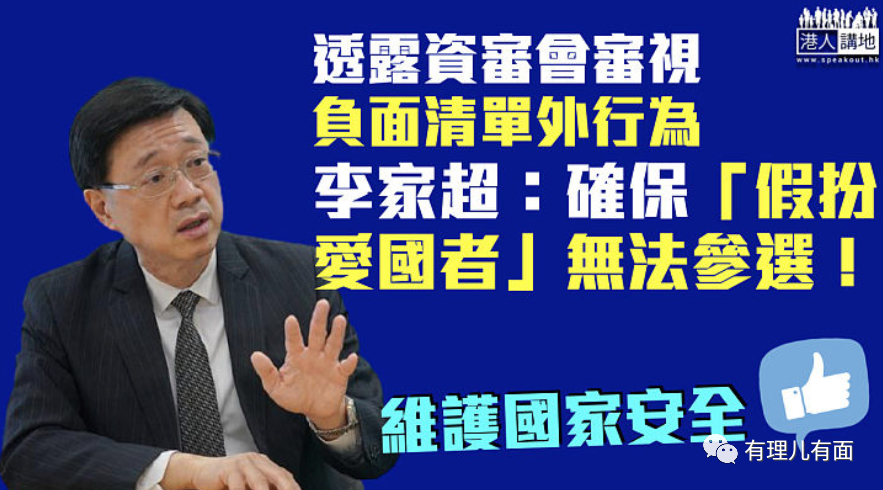 港人講地
www.speakout.hk
透露資審會審視
負面清單外行為
李家超：確保「假扮
愛國者」無法參選！
維護國家安全
有理儿有面